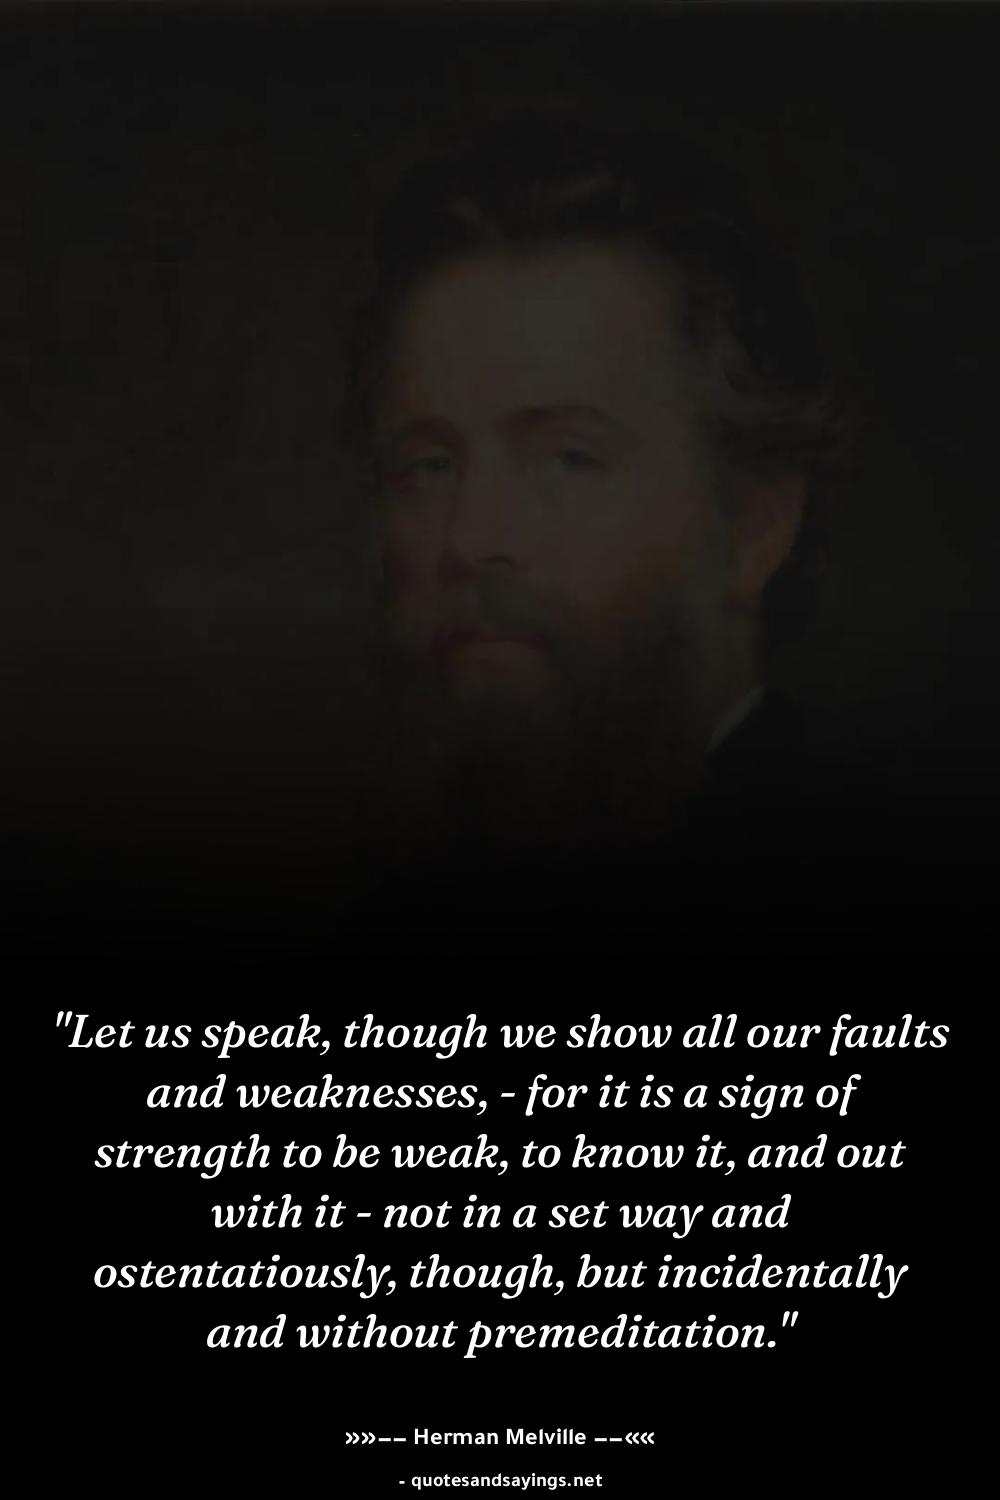 "Let us speak, though we show all our faults
and weaknesses, - for it is a sign of
strength to be weak, to know it, and out
with it - not in a set way and
ostentatiously, though, but incidentally
and without premeditation."
»»–– Herman Melville ––««
- quotesandsayings.net